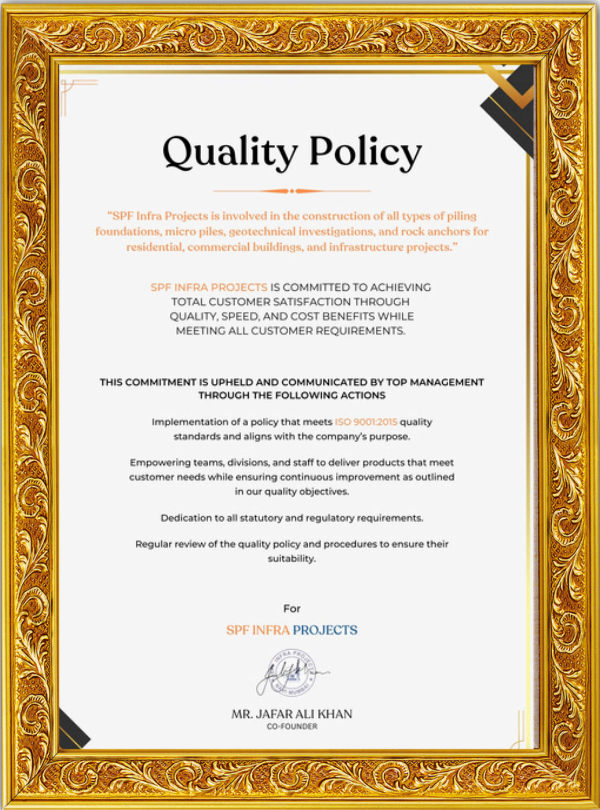 Quality Policy
"SPF Infra Projects is involved in the construction of all types of piling
foundations, micro piles, geotechnical investigations, and rock anchors for
residential, commercial buildings, and infrastructure projects."
SPF INFRA PROJECTS IS COMMITTED TO ACHIEVING
TOTAL CUSTOMER SATISFACTION THROUGH
QUALITY, SPEED, AND COST BENEFITS WHILE
MEETING ALL CUSTOMER REQUIREMENTS.
THIS COMMITMENT IS UPHELD AND COMMUNICATED BY TOP MANAGEMENT
THROUGH THE FOLLOWING ACTIONS
Implementation of a policy that meets ISO 9001:2015 quality
standards and aligns with the company's purpose.
Empowering teams, divisions, and staff to deliver products that meet
customer needs while ensuring continuous improvement as outlined
in our quality objectives.
Dedication to all statutory and regulatory requirements.
Regular review of the quality policy and procedures to ensure their
suitability.
For
SPF INFRA PROJECTS
INFRA PROJEC
MUMBAI
MR. JAFAR ALI KHAN
CO-FOUNDER